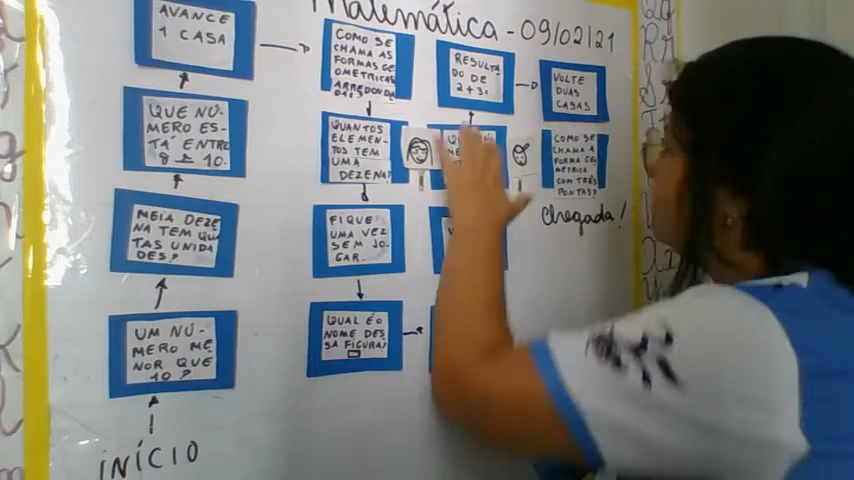 Matemática - 09/02/21
AVANCE
1 CASA
QUE NÚ-
MERO ES-
TÁ ENTRE
8 E 10.
MEIA DEZE
NA TEM QUAN
TAS UNIDA
DES?
UM NÚ-
MERO ME
NOR QUE
10?
INÍCIO
COMO SE
CHAMA AS
FORMAS GE
OMETRICAS
ARREDONDA
DAS?
QUANTOS
ELEMEN-
TOS TEM
UMA
DEZENA?
FIQUE
UMA VEZ
SEM JO-
GAR.
QUAL É O
NOME DES
SA FIGURA?
RESULTA
DO DE
2+3:
VOLTE
DUAS
CASAS
COMO SE
CHAMA A
FORMA GE
METRICA
COM TRÊS
PONTAS?
chegada!